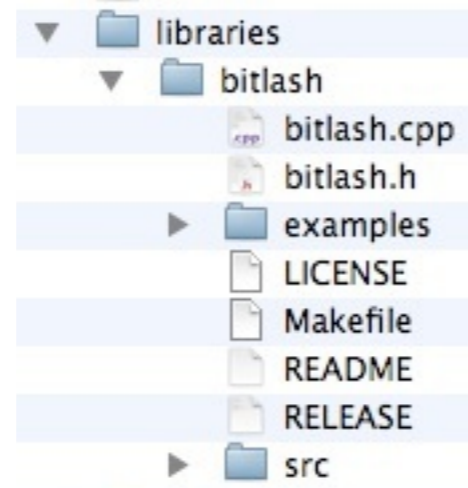 libraries
bitlash
bitlash.cpp
bitlash.h
examples
LICENSE
Makefile
README
RELEASE
src